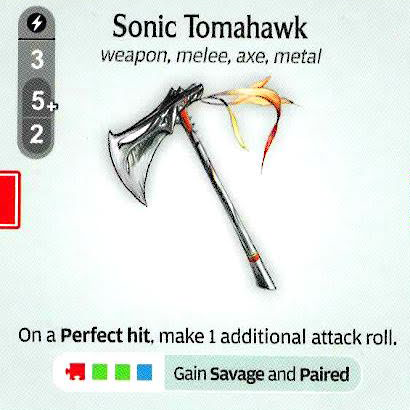 Sonic Tomahawk
weapon, melee, axe, metal
3
5+
2
On a Perfect hit, make 1 additional attack roll.
Gain Savage and Paired